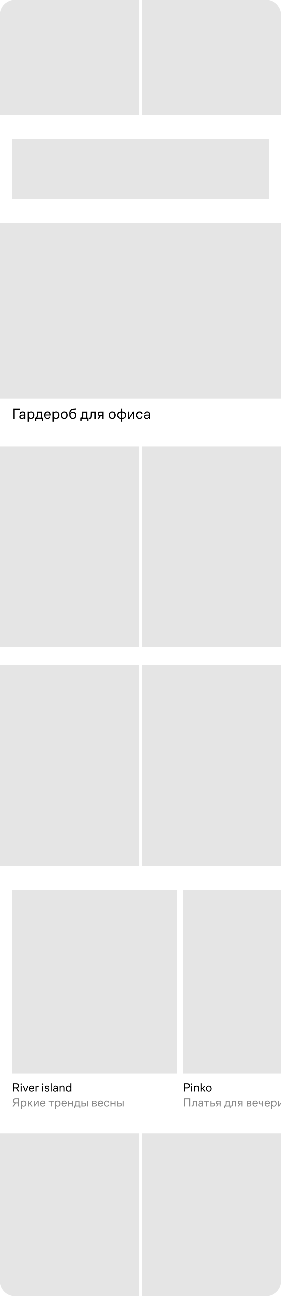 Гардероб для офиса
River island
Яркие тренды весны
Pinko
Платья для